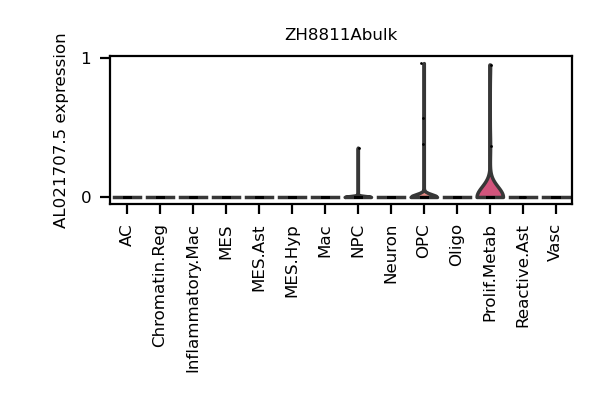 ZH8811Abulk
AL021707.5 expression
1
0
AC
Chromatin.Reg
Inflammatory.Mac
MES
MES.Ast
MES.Hyp
Mac
NPC
Neuron
OPC
Oligo
Prolif.Metab
Reactive.Ast
Vasc